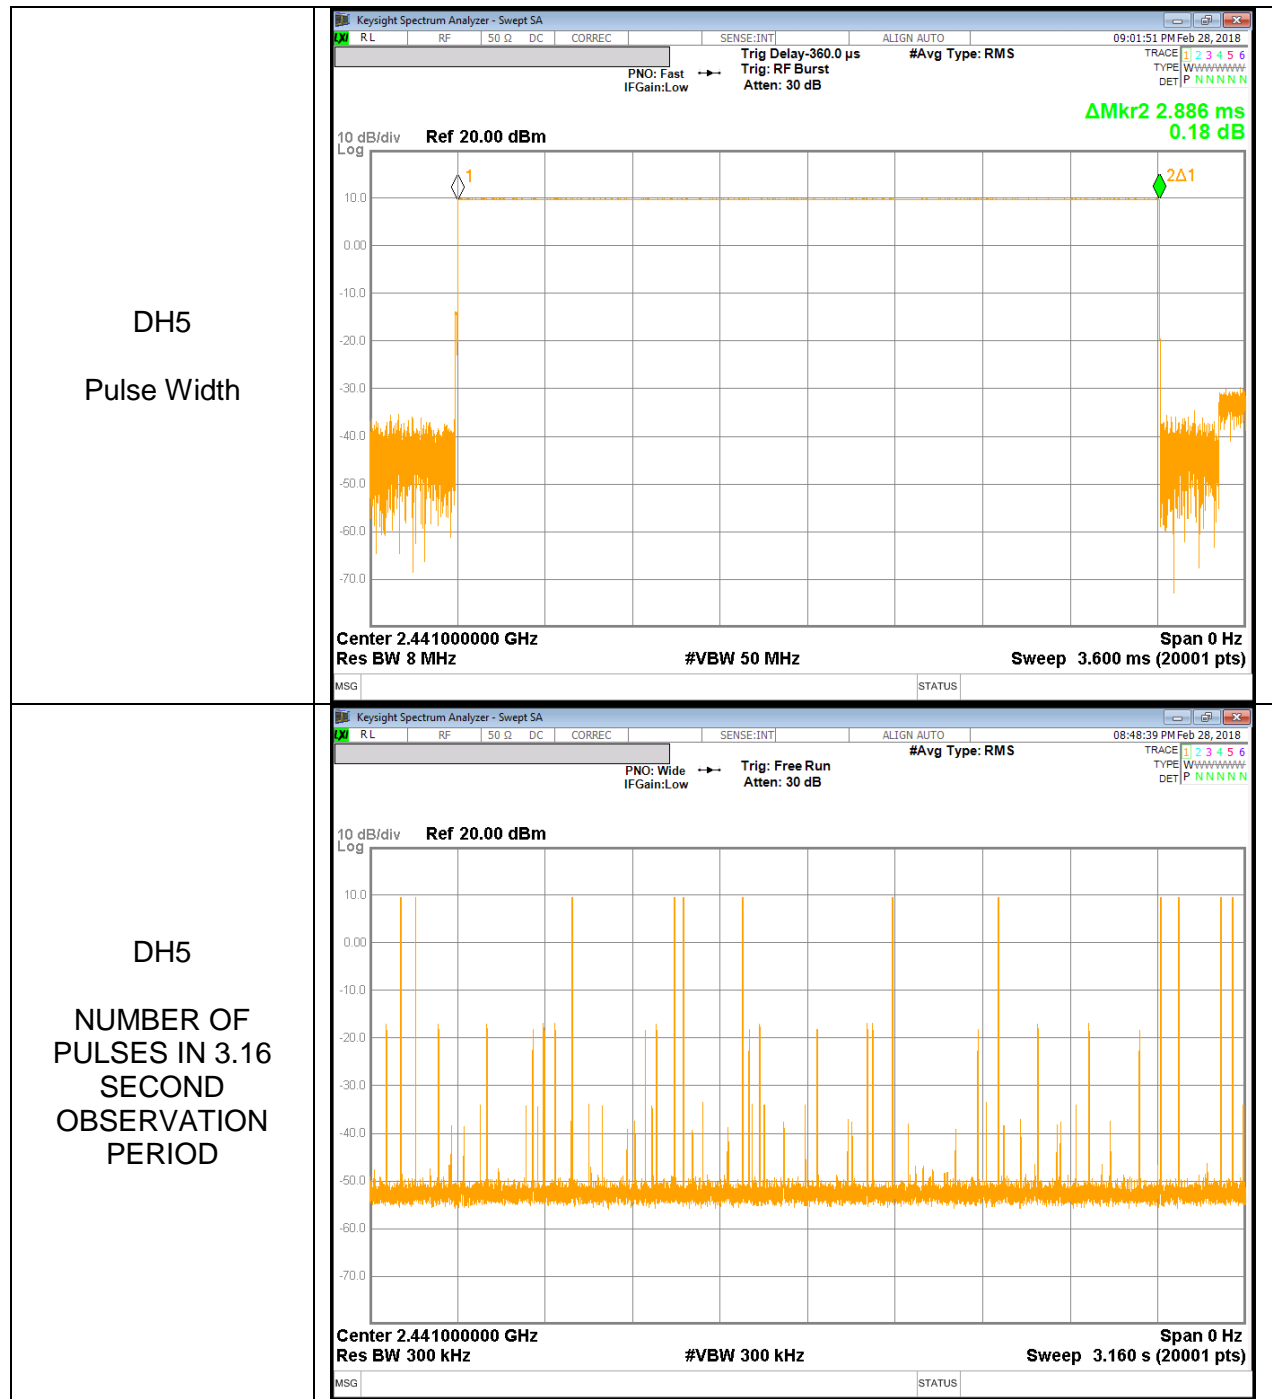 DH5
Pulse Width
Keysight Spectrum Analyzer - Swept SA
LXI RL RF 50 Ω DC CORREC SENSE:INT ALIGN AUTO 09:01:51 PM Feb 28, 2018
PNO: Fast
IFGain:Low
Trig Delay-360.0 µs
Trig: RF Burst
Atten: 30 dB
#Avg Type: RMS
TRACE 1 2 3 4 5 6
TYPE WWWWWW
DET P N N N N N
ΔMkr2 2.886 ms
0.18 dB
10 dB/div Ref 20.00 dBm
Log
1
2Δ1
10.0
0.00
-10.0
-20.0
-30.0
-40.0
-50.0
-60.0
-70.0
Center 2.441000000 GHz Span 0 Hz
Res BW 8 MHz #VBW 50 MHz Sweep 3.600 ms (20001 pts)
MSG STATUS
DH5
NUMBER OF
PULSES IN 3.16
SECOND
OBSERVATION
PERIOD
Keysight Spectrum Analyzer - Swept SA
LXI RL RF 50 Ω DC CORREC SENSE:INT ALIGN AUTO 08:48:39 PM Feb 28, 2018
PNO: Wide
IFGain:Low
Trig: Free Run
Atten: 30 dB
#Avg Type: RMS
TRACE 1 2 3 4 5 6
TYPE WWWWWW
DET P N N N N N
10 dB/div Ref 20.00 dBm
Log
10.0
0.00
-10.0
-20.0
-30.0
-40.0
-50.0
-60.0
-70.0
Center 2.441000000 GHz Span 0 Hz
Res BW 300 kHz #VBW 300 kHz Sweep 3.160 s (20001 pts)
MSG STATUS